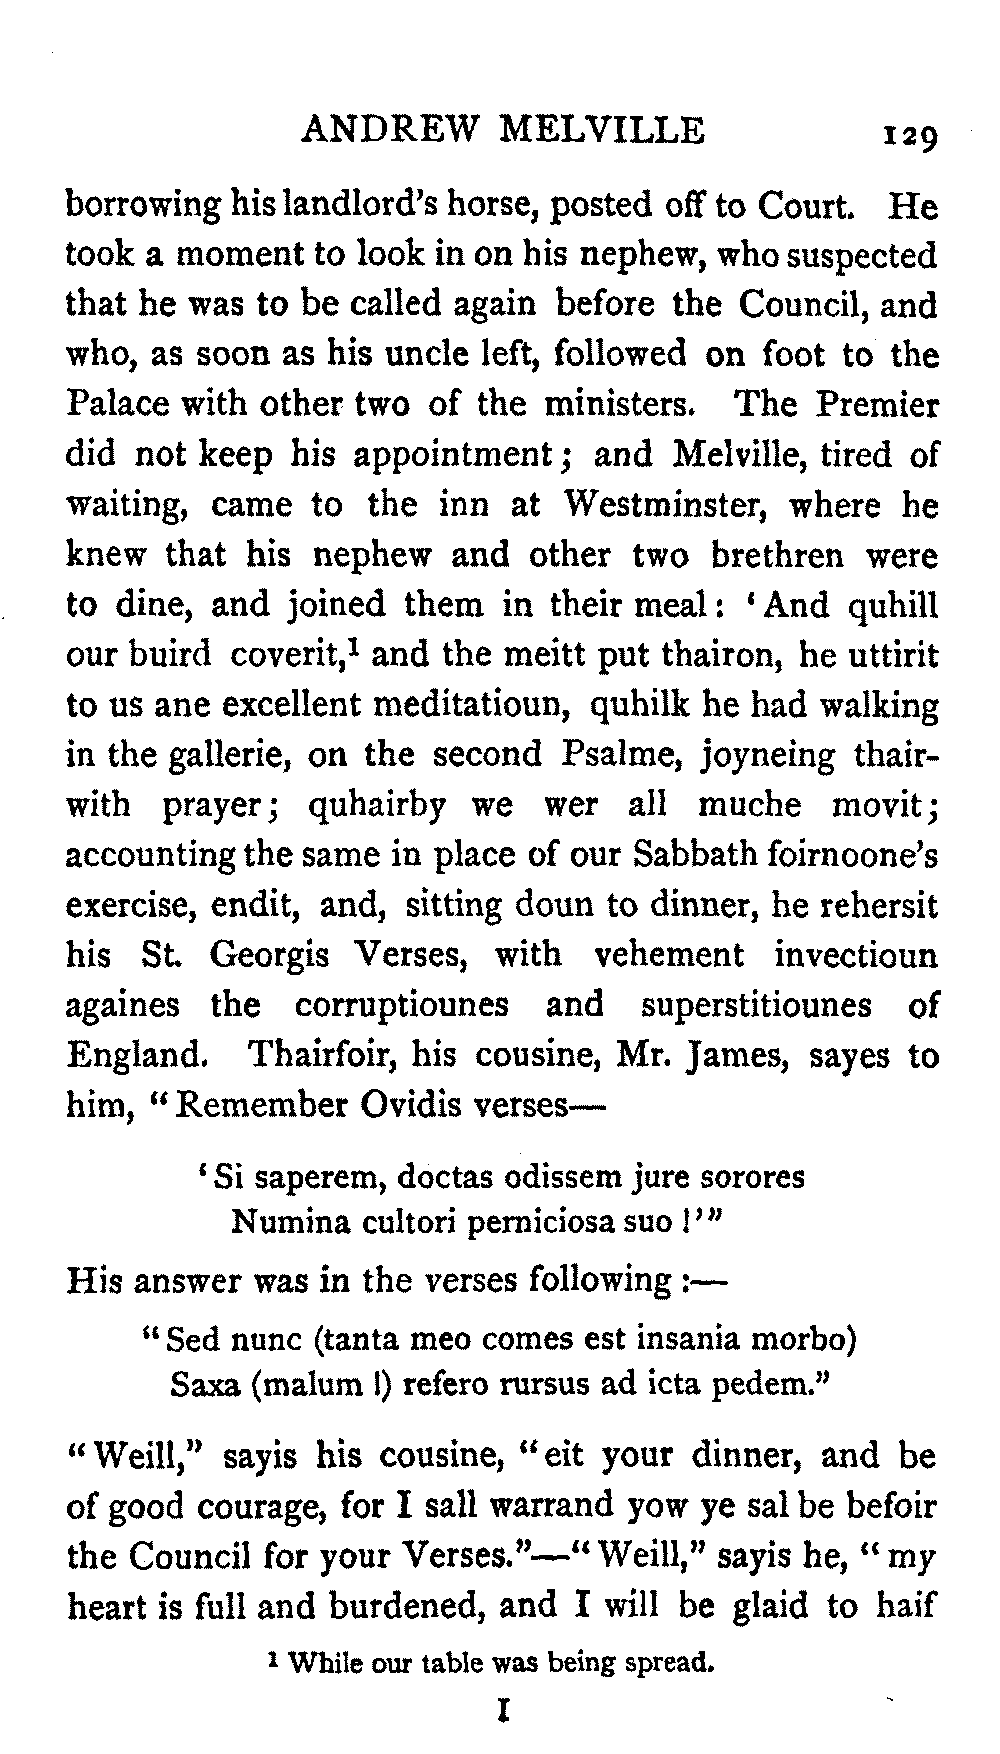 ANDREW MELVILLE 129
borrowing his landlord's horse, posted off to Court. He
took a moment to look in on his nephew, who suspected
that he was to be called again before the Council, and
who, as soon as his uncle left, followed on foot to the
Palace with other two of the ministers. The Premier
did not keep his appointment; and Melville, tired of
waiting, came to the inn at Westminster, where he
knew that his nephew and other two brethren were
to dine, and joined them in their meal: ‘And quhill
our buird coverit,¹ and the meitt put thairon, he uttirit
to us ane excellent meditatioun, quhilk he had walking
in the gallerie, on the second Psalme, joyneing thair-
with prayer; quhairby we wer all muche movit;
accounting the same in place of our Sabbath foirnoone's
exercise, endit, and, sitting doun to dinner, he rehersit
his St. Georgis Verses, with vehement invectioun
againes the corruptiounes and superstitiounes of
England. Thairfoir, his cousine, Mr. James, sayes to
him, “Remember Ovidis verses—
‘Si saperem, doctas odissem jure sorores
Numina cultori perniciosa suo!’”
His answer was in the verses following:—
“Sed nunc (tanta meo comes est insania morbo)
Saxa (malum!) refero rursus ad icta pedem.”
“Weill,” sayis his cousine, “eit your dinner, and be
of good courage, for I sall warrand yow ye sal be befoir
the Council for your Verses.”—“Weill,” sayis he, “my
heart is full and burdened, and I will be glaid to haif
¹ While our table was being spread.
I